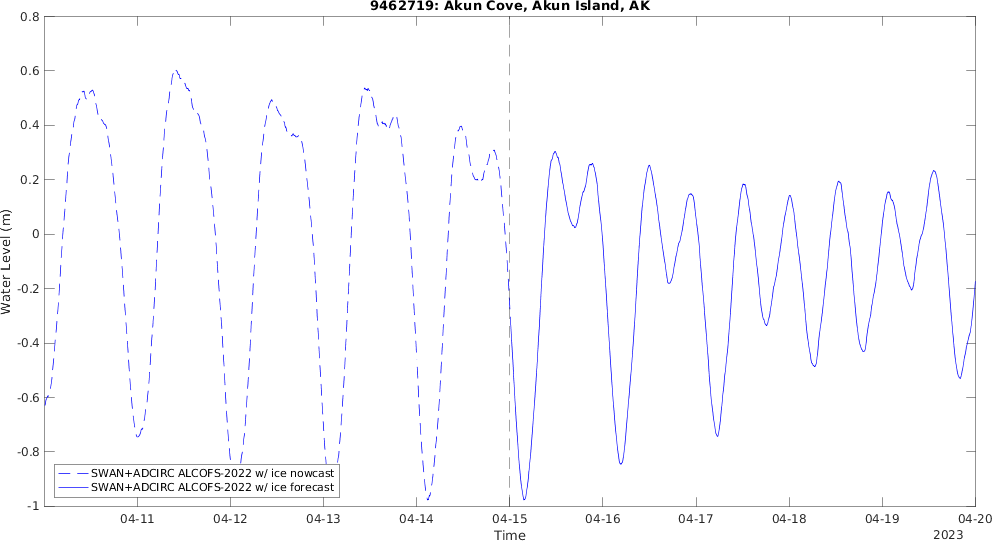 9462719: Akun Cove, Akun Island, AK
0.8
0.6
0.4
0.2
0
-0.2
-0.4
-0.6
-0.8
-1
Water Level (m)
SWAN+ADCIRC ALCOFS-2022 w/ ice nowcast
SWAN+ADCIRC ALCOFS-2022 w/ ice forecast
04-11 04-12 04-13 04-14 04-15 04-16 04-17 04-18 04-19 04-20
Time
2023